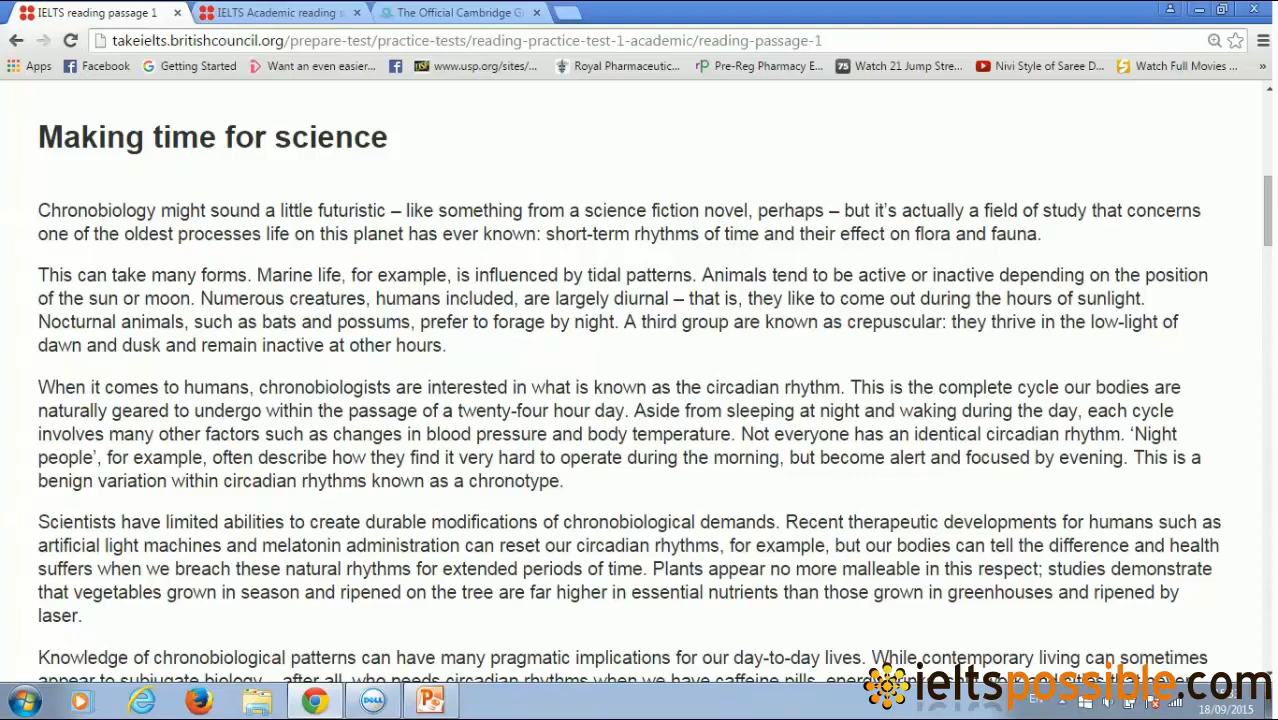 IELTS reading passage 1
IELTS Academic reading s
The Official Cambridge G
takeielts.britishcouncil.org/prepare-test/practice-tests/reading-practice-test-1-academic/reading-passage-1
Apps Facebook Getting Started Want an even easier... www.usp.org/sites/... Royal Pharmaceutic... Pre-Reg Pharmacy E... 75 Watch 21 Jump Stre... Nivi Style of Saree D... Watch Full Movies ... »
Making time for science
Chronobiology might sound a little futuristic – like something from a science fiction novel, perhaps – but it’s actually a field of study that concerns
one of the oldest processes life on this planet has ever known: short-term rhythms of time and their effect on flora and fauna.
This can take many forms. Marine life, for example, is influenced by tidal patterns. Animals tend to be active or inactive depending on the position
of the sun or moon. Numerous creatures, humans included, are largely diurnal – that is, they like to come out during the hours of sunlight.
Nocturnal animals, such as bats and possums, prefer to forage by night. A third group are known as crepuscular: they thrive in the low-light of
dawn and dusk and remain inactive at other hours.
When it comes to humans, chronobiologists are interested in what is known as the circadian rhythm. This is the complete cycle our bodies are
naturally geared to undergo within the passage of a twenty-four hour day. Aside from sleeping at night and waking during the day, each cycle
involves many other factors such as changes in blood pressure and body temperature. Not everyone has an identical circadian rhythm. ‘Night
people’, for example, often describe how they find it very hard to operate during the morning, but become alert and focused by evening. This is a
benign variation within circadian rhythms known as a chronotype.
Scientists have limited abilities to create durable modifications of chronobiological demands. Recent therapeutic developments for humans such as
artificial light machines and melatonin administration can reset our circadian rhythms, for example, but our bodies can tell the difference and health
suffers when we breach these natural rhythms for extended periods of time. Plants appear no more malleable in this respect; studies demonstrate
that vegetables grown in season and ripened on the tree are far higher in essential nutrients than those grown in greenhouses and ripened by
laser.
Knowledge of chronobiological patterns can have many pragmatic implications for our day-to-day lives. While contemporary living can sometimes
appear to subjugate biology – after all, who needs circadian rhythms when we have caffeine pills, energy
ieltspossible.com
DELL
18/09/2015